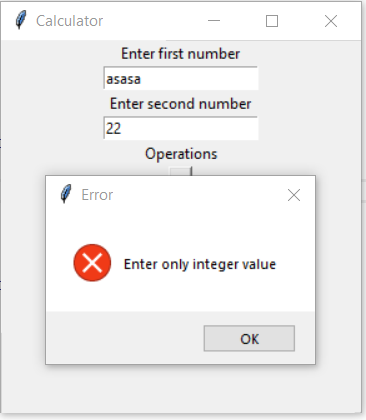 Calculator
Enter first number
asasa
Enter second number
22
Operations
Error
Enter only integer value
OK